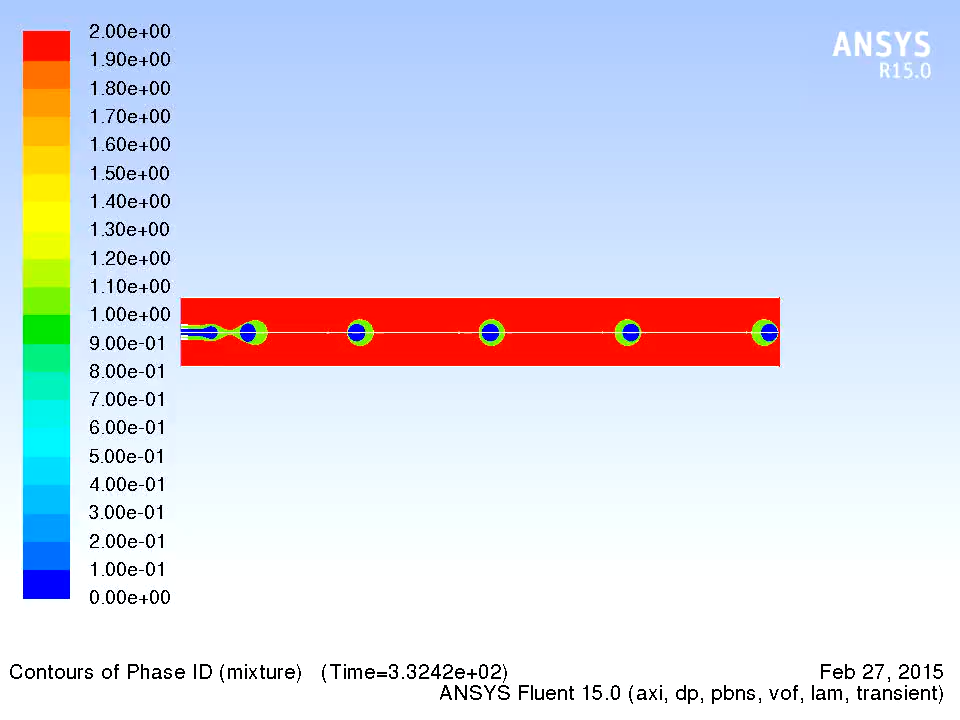 2.00e+00
1.90e+00
1.80e+00
1.70e+00
1.60e+00
1.50e+00
1.40e+00
1.30e+00
1.20e+00
1.10e+00
1.00e+00
9.00e-01
8.00e-01
7.00e-01
6.00e-01
5.00e-01
4.00e-01
3.00e-01
2.00e-01
1.00e-01
0.00e+00
ANSYS
R15.0
Contours of Phase ID (mixture) (Time=3.3242e+02)
Feb 27, 2015
ANSYS Fluent 15.0 (axi, dp, pbns, vof, lam, transient)